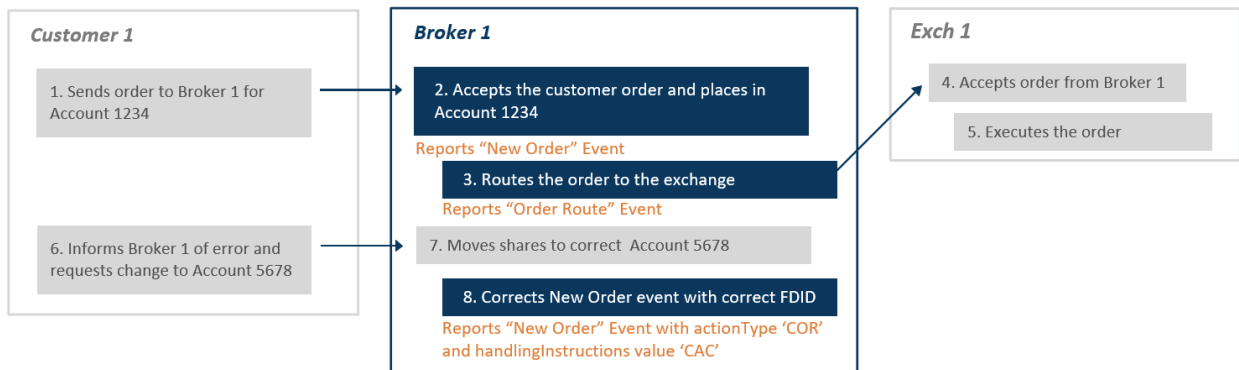 Customer 1
1. Sends order to Broker 1 for
Account 1234
6. Informs Broker 1 of error and
requests change to Account 5678
Broker 1
2. Accepts the customer order and places in
Account 1234
Reports “New Order” Event
3. Routes the order to the exchange
Reports “Order Route” Event
7. Moves shares to correct Account 5678
8. Corrects New Order event with correct FDID
Reports “New Order” Event with actionType ‘COR’
and handlingInstructions value ‘CAC’
Exch 1
4. Accepts order from Broker 1
5. Executes the order